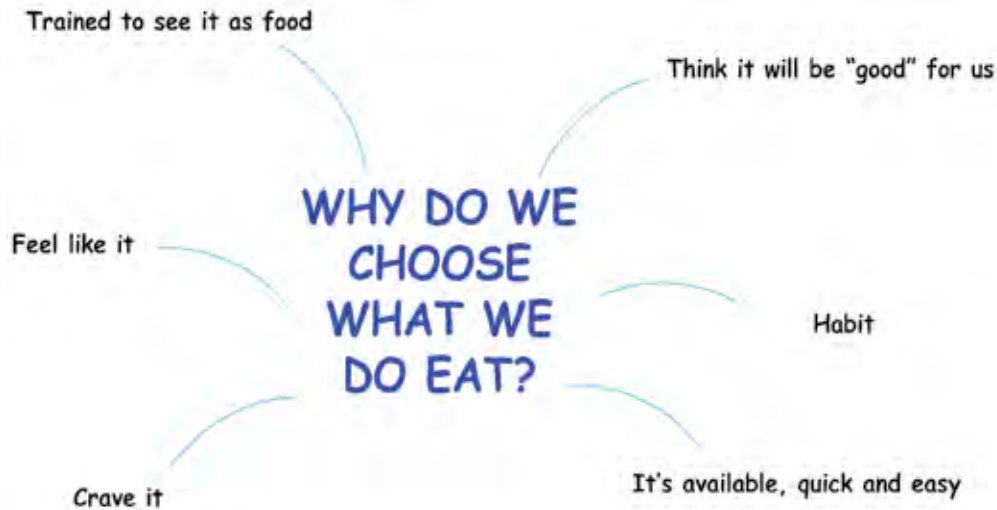 Trained to see it as food
Think it will be “good” for us
WHY DO WE
CHOOSE
WHAT WE
DO EAT?
Feel like it
Habit
Crave it
It's available, quick and easy